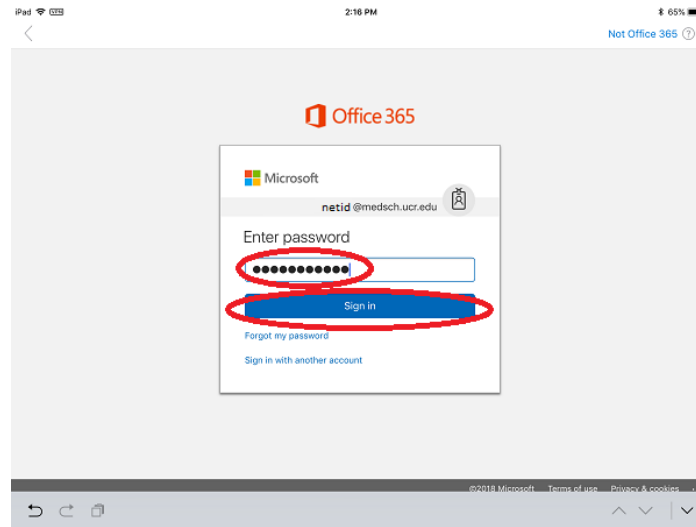 iPad VPN 2:16 PM 65%
Not Office 365 ?
Office 365
Microsoft
netid @medsch.ucr.edu
Enter password
Sign in
Forgot my password
Sign in with another account
©2018 Microsoft Terms of use Privacy & cookies